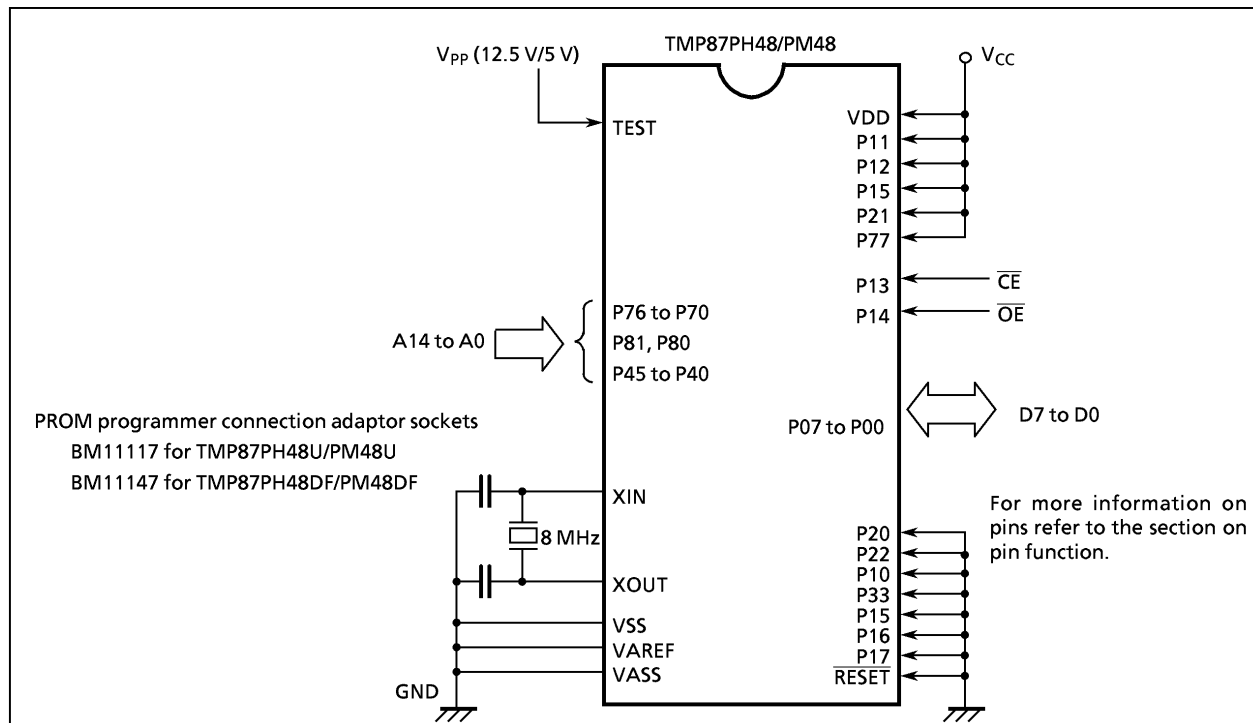 TMP87PH48/PM48
VPP (12.5 V/5 V)
VCC
TEST
VDD
P11
P12
P15
P21
P77
P13
CE
P14
OE
A14 to A0
P76 to P70
P81, P80
P45 to P40
P07 to P00
D7 to D0
PROM programmer connection adaptor sockets
BM11117 for TMP87PH48U/PM48U
BM11147 for TMP87PH48DF/PM48DF
XIN
8 MHz
XOUT
VSS
VAREF
VASS
GND
For more information on
pins refer to the section on
pin function.
P20
P22
P10
P33
P15
P16
P17
RESET